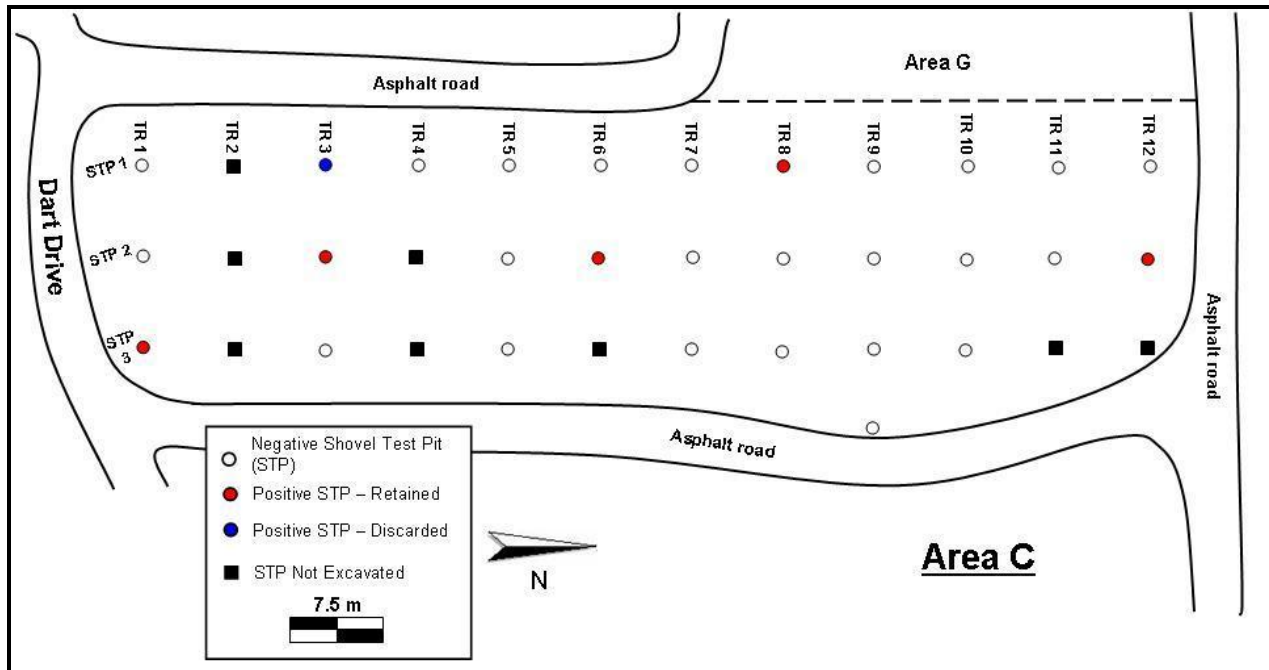 Area G
Asphalt road
TR 1
TR 2
TR 3
TR 4
TR 5
TR 6
TR 7
TR 8
TR 9
TR 10
TR 11
TR 12
STP 1
Dart Drive
STP 2
Asphalt road
STP
3
Asphalt road
Negative Shovel Test Pit
(STP)
Positive STP – Retained
Positive STP – Discarded
STP Not Excavated
7.5 m
N
Area C